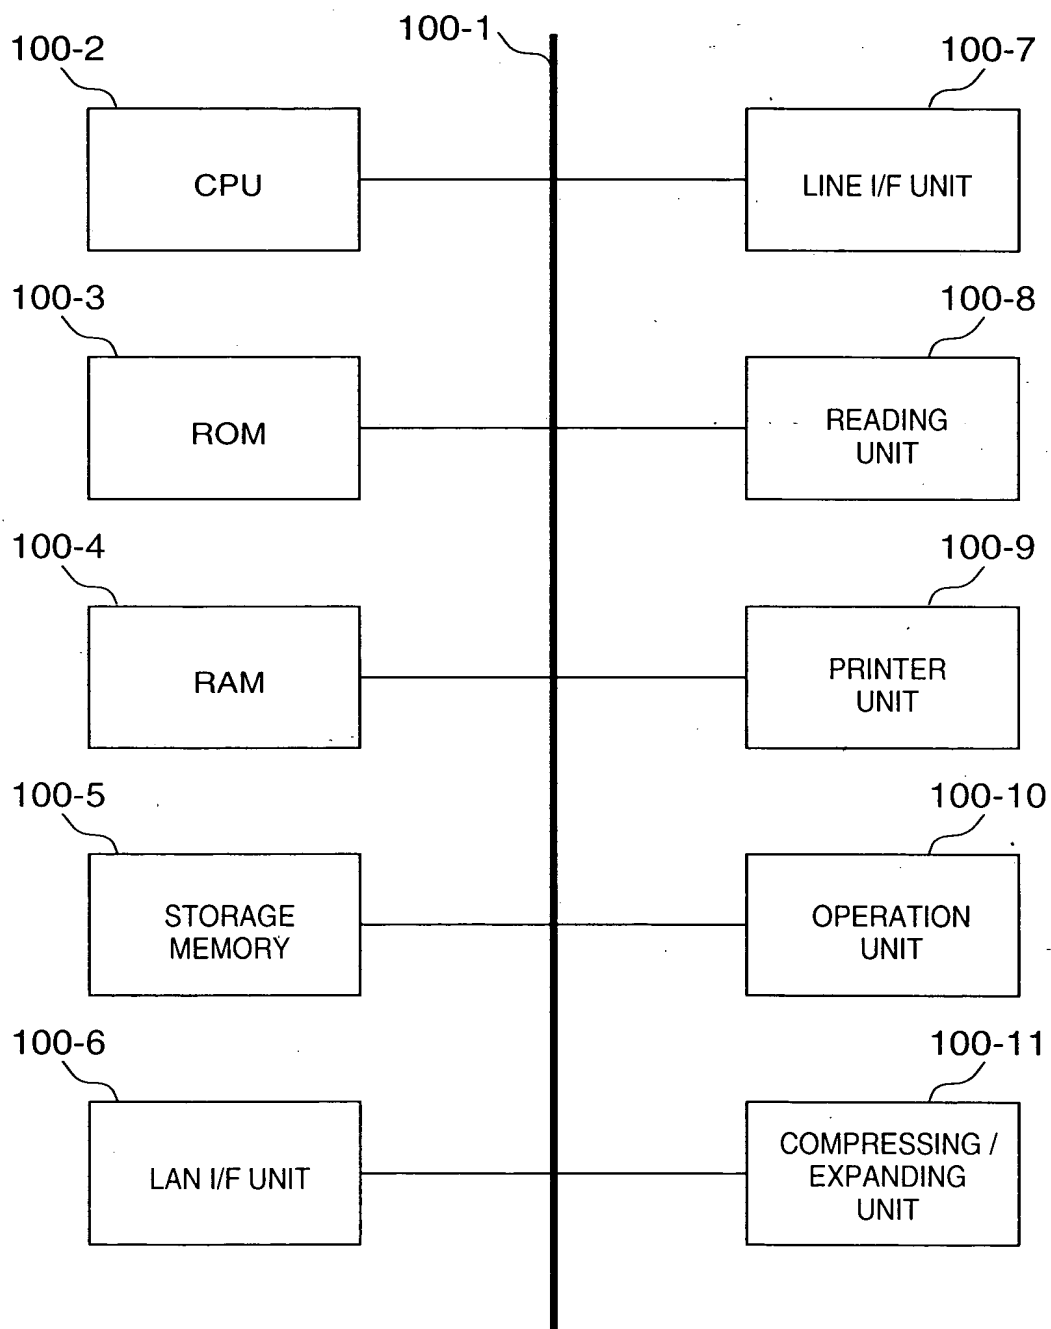 100-1
100-2
CPU
100-7
LINE I/F UNIT
100-3
ROM
100-8
READING
UNIT
100-4
RAM
100-9
PRINTER
UNIT
100-5
STORAGE
MEMORY
100-10
OPERATION
UNIT
100-6
LAN I/F UNIT
100-11
COMPRESSING /
EXPANDING
UNIT